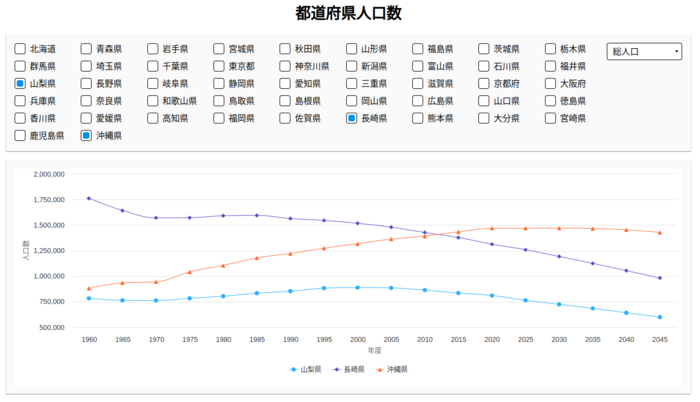 都道府県人口数
北海道 青森県 岩手県 宮城県 秋田県 山形県 福島県 茨城県 栃木県 総人口
群馬県 埼玉県 千葉県 東京都 神奈川県 新潟県 富山県 石川県 福井県
山梨県 長野県 岐阜県 静岡県 愛知県 三重県 滋賀県 京都府 大阪府
兵庫県 奈良県 和歌山県 鳥取県 島根県 岡山県 広島県 山口県 徳島県
香川県 愛媛県 高知県 福岡県 佐賀県 長崎県 熊本県 大分県 宮崎県
鹿児島県 沖縄県
2,000,000
1,750,000
1,500,000
1,250,000
1,000,000
750,000
500,000
人口数
1960 1965 1970 1975 1980 1985 1990 1995 2000 2005 2010 2015 2020 2025 2030 2035 2040 2045
年度
山梨県 長崎県 沖縄県